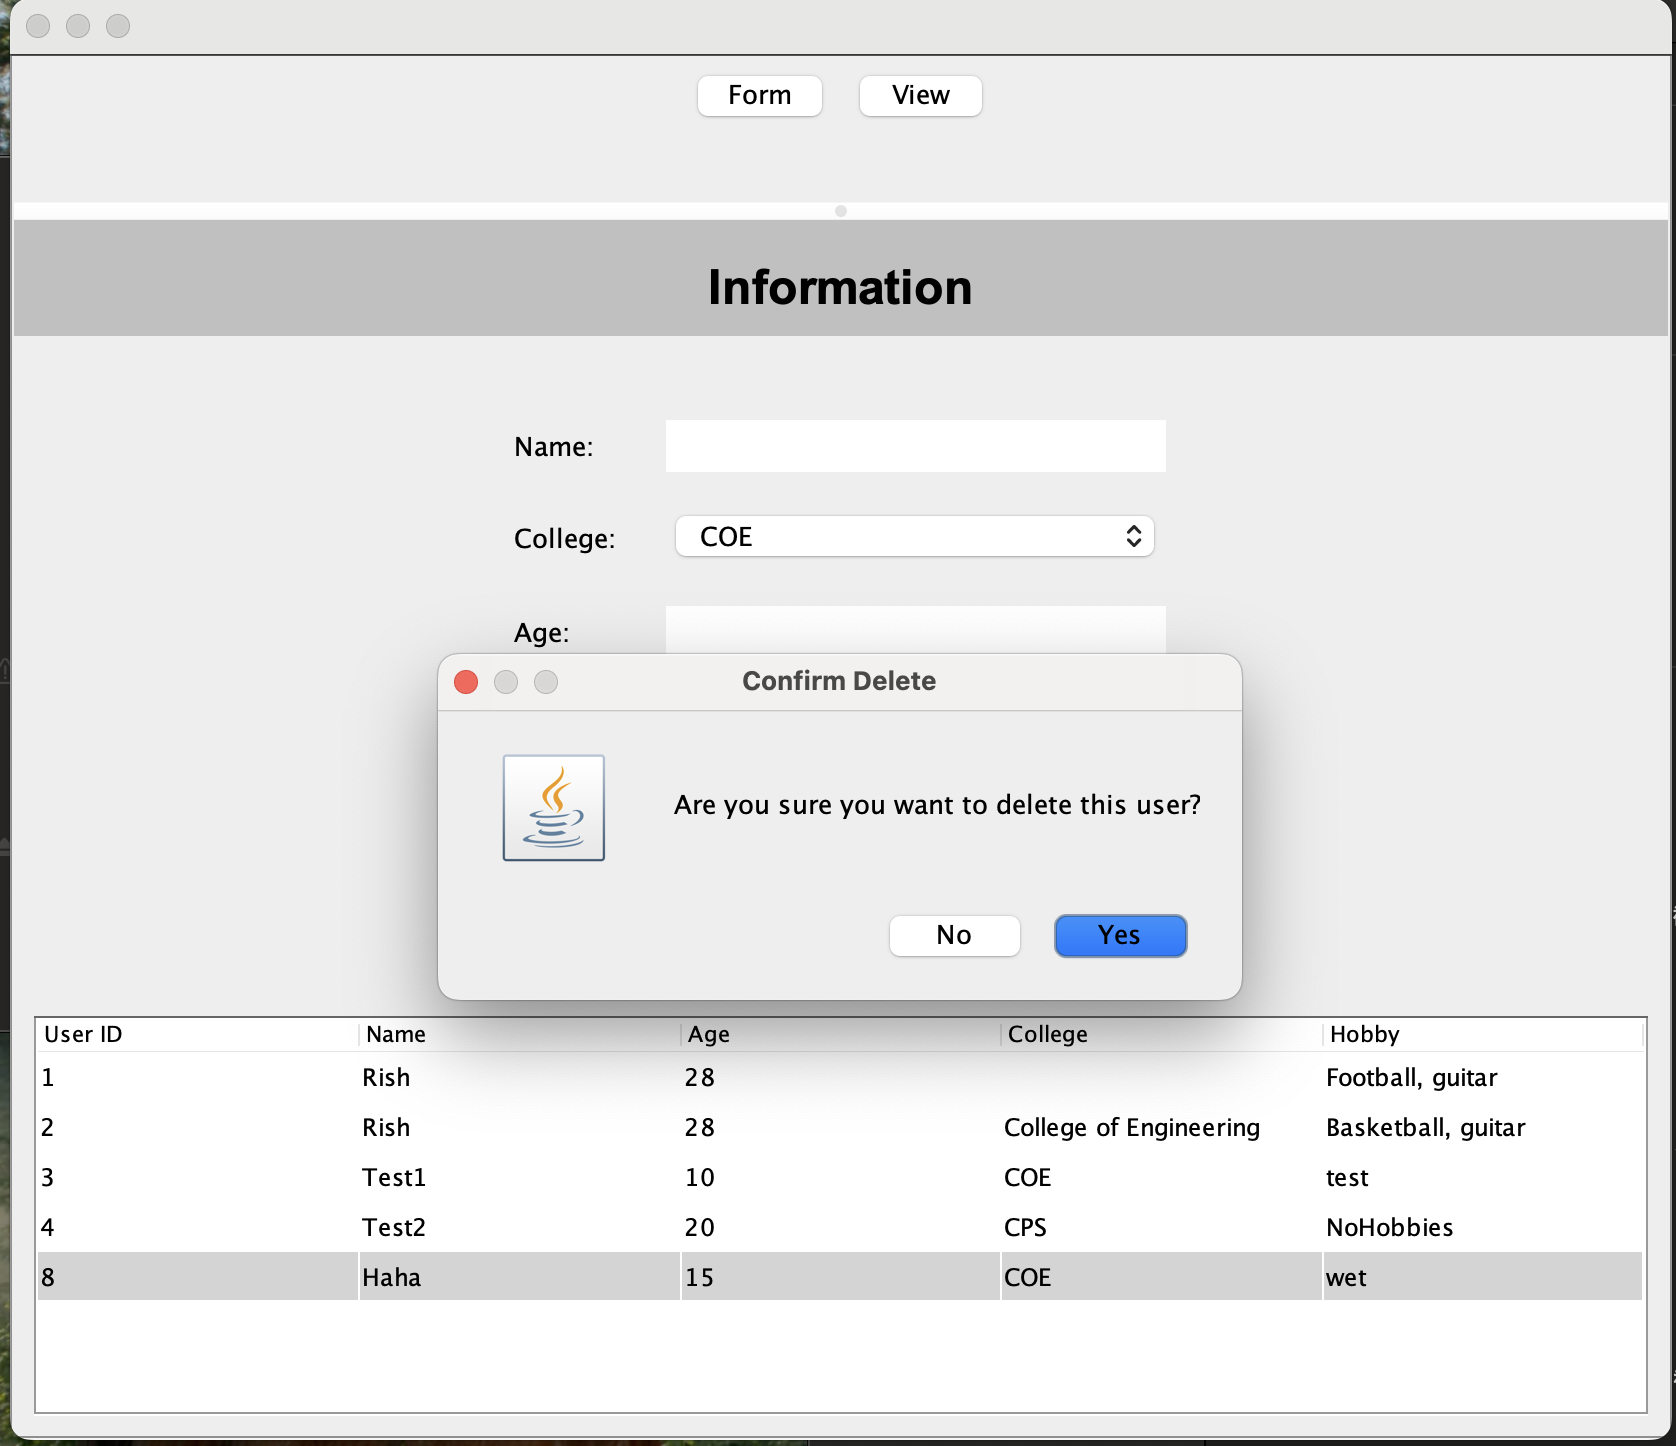 Form View
Information
Name:
College: COE
Age:
Confirm Delete
Are you sure you want to delete this user?
No Yes
User ID Name Age College Hobby
1 Rish 28 Football, guitar
2 Rish 28 College of Engineering Basketball, guitar
3 Test1 10 COE test
4 Test2 20 CPS NoHobbies
8 Haha 15 COE wet